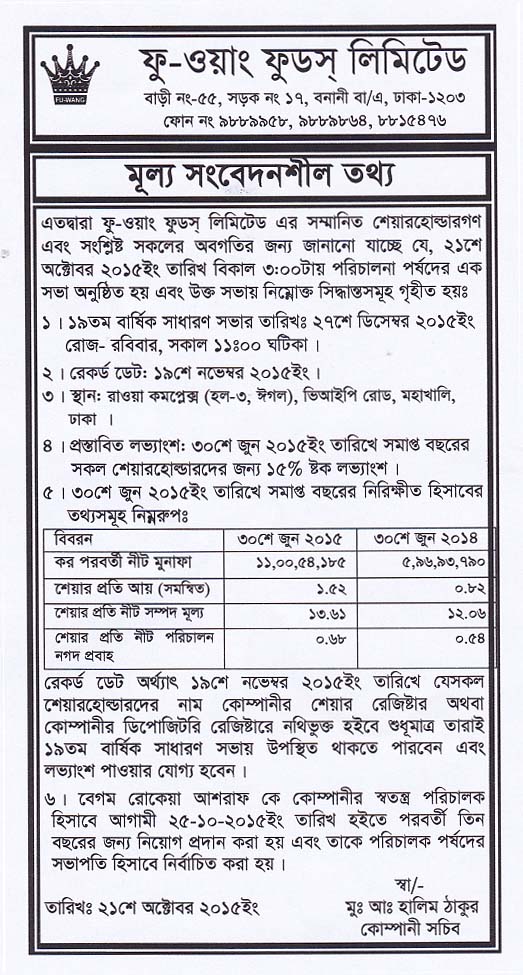 FU-WANG
ফু-ওয়াং ফুডস্ লিমিটেড
বাড়ী নং-৫৫, সড়ক নং ১৭, বনানী বা/এ, ঢাকা-১২০৩
ফোন নং ৯৮৮৯৯৫৮, ৯৮৮৯৮৬৪, ৮৮১৫৪৭৬
মূল্য সংবেদনশীল তথ্য
এতদ্বারা ফু-ওয়াং ফুডস্ লিমিটেড এর সম্মানিত শেয়ারহোল্ডারগণ
এবং সংশ্লিষ্ট সকলের অবগতির জন্য জানানো যাচ্ছে যে, ২১শে
অক্টোবর ২০১৫ইং তারিখ বিকাল ৩:০০টায় পরিচালনা পর্ষদের এক
সভা অনুষ্ঠিত হয় এবং উক্ত সভায় নিম্নোক্ত সিদ্ধান্তসমূহ গৃহীত হয়ঃ
১। ১৯তম বার্ষিক সাধারণ সভার তারিখঃ ২৭শে ডিসেম্বর ২০১৫ইং
রোজ- রবিবার, সকাল ১১ঃ০০ ঘটিকা।
২। রেকর্ড ডেট: ১৯শে নভেম্বর ২০১৫ইং।
৩। স্থান: রাওয়া কমপ্লেক্স (হল-৩, ঈগল), ভিআইপি রোড, মহাখালি,
ঢাকা।
৪। প্রস্তাবিত লভ্যাংশ: ৩০শে জুন ২০১৫ইং তারিখে সমাপ্ত বছরের
সকল শেয়ারহোল্ডারদের জন্য ১৫% ষ্টক লভ্যাংশ।
৫। ৩০শে জুন ২০১৫ইং তারিখে সমাপ্ত বছরের নিরিক্ষীত হিসাবের
তথ্যসমূহ নিম্নরুপঃ
বিবরন ৩০শে জুন ২০১৫ ৩০শে জুন ২০১৪
কর পরবর্তী নীট মুনাফা ১১,০০,৫৪,১৮৫ ৫,৯৬,৯৩,৭৯০
শেয়ার প্রতি আয় (সমন্বিত) ১.৫২ ০.৮২
শেয়ার প্রতি নীট সম্পদ মূল্য ১৩.৬১ ১২.০৬
শেয়ার প্রতি নীট পরিচালন ০.৬৮ ০.৫৪
নগদ প্রবাহ
রেকর্ড ডেট অর্থ্যাৎ ১৯শে নভেম্বর ২০১৫ইং তারিখে যেসকল
শেয়ারহোল্ডারদের নাম কোম্পানীর শেয়ার রেজিষ্টার অথবা
কোম্পানীর ডিপোজিটরি রেজিষ্টারে নথিভুক্ত হইবে শুধুমাত্র তারাই
১৯তম বার্ষিক সাধারণ সভায় উপস্থিত থাকতে পারবেন এবং
লভ্যাংশ পাওয়ার যোগ্য হবেন।
৬। বেগম রোকেয়া আশরাফ কে কোম্পানীর স্বতন্ত্র পরিচালক
হিসাবে আগামী ২৫-১০-২০১৫ইং তারিখ হইতে পরবর্তী তিন
বছরের জন্য নিয়োগ প্রদান করা হয় এবং তাকে পরিচালক পর্ষদের
সভাপতি হিসাবে নির্বাচিত করা হয়।
স্বা/-
তারিখঃ ২১শে অক্টোবর ২০১৫ইং মুঃ আঃ হালিম ঠাকুর
কোম্পানী সচিব